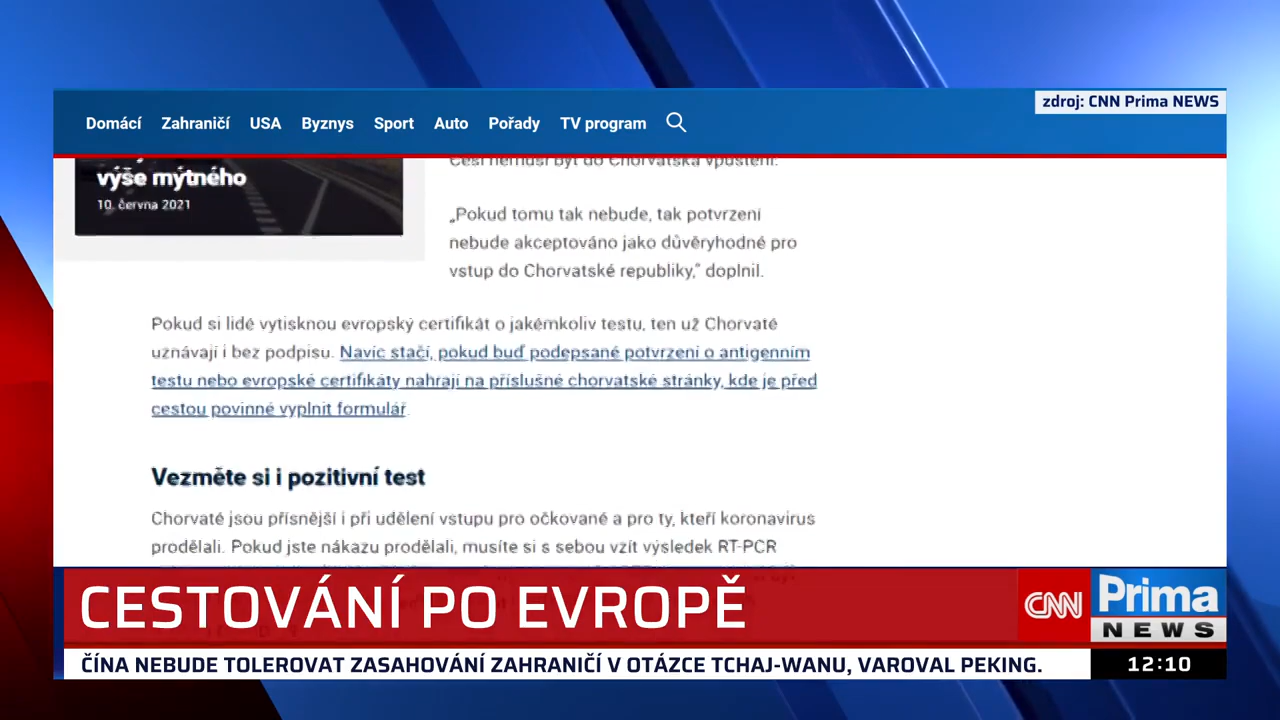 zdroj: CNN Prima NEWS
Domácí Zahraničí USA Byznys Sport Auto Pořady TV program
výše mýtného
10. června 2021
Češi nemusí být do Chorvatska vpuštěni.
„Pokud tomu tak nebude, tak potvrzení
nebude akceptováno jako důvěryhodné pro
vstup do Chorvatské republiky,“ doplnil.
Pokud si lidé vytisknou evropský certifikát o jakémkoliv testu, ten už Chorvaté
uznávají i bez podpisu. Navíc stačí, pokud buď podepsané potvrzení o antigenním
testu nebo evropské certifikáty nahrají na příslušné chorvatské stránky, kde je před
cestou povinné vyplnit formulář.
Vezměte si i pozitivní test
Chorvaté jsou přísnější i při udělení vstupu pro očkované a pro ty, kteří koronavirus
prodělali. Pokud jste nákazu prodělali, musíte si s sebou vzít výsledek RT-PCR
CESTOVÁNÍ PO EVROPĚ
CNN Prima NEWS
ČÍNA NEBUDE TOLEROVAT ZASAHOVÁNÍ ZAHRANIČÍ V OTÁZCE TCHAJ-WANU, VAROVAL PEKING.
12:10